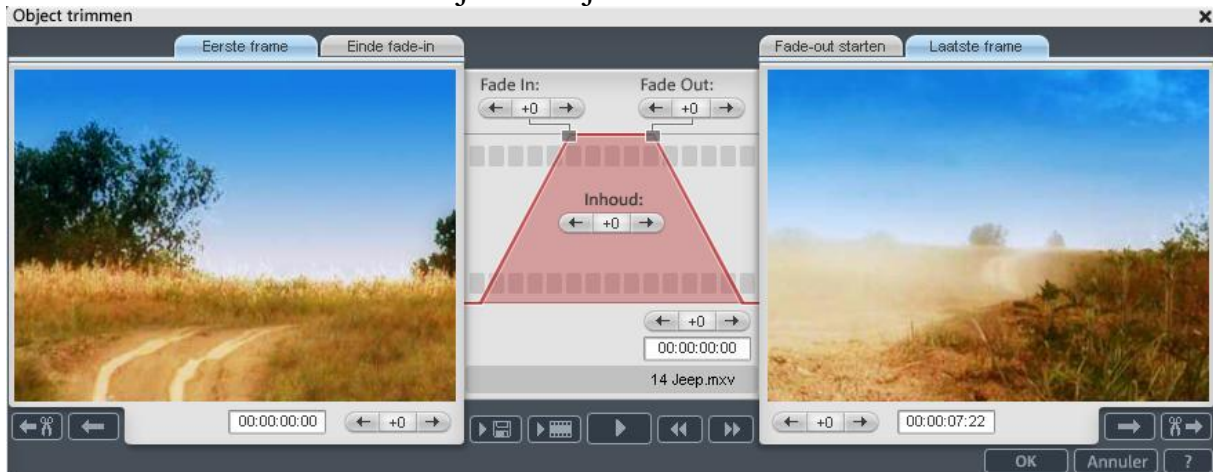 Object trimmen
Eerste frame
Einde fade-in
Fade-out starten
Laatste frame
Fade In:
Fade Out:
+0
+0
Inhoud:
+0
+0
00:00:00:00
14 Jeep.mxv
00:00:00:00
+0
+0
00:00:07:22
OK
Annuler
?